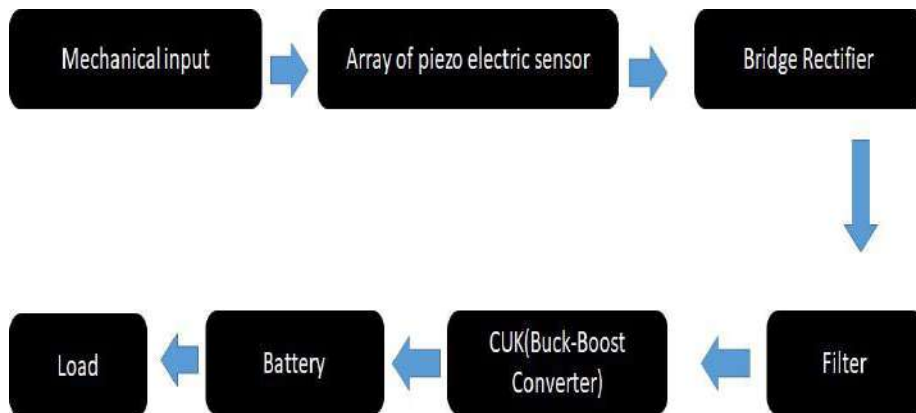 Mechanical input
Array of piezo electric sensor
Bridge Rectifier
Filter
CUK(Buck-Boost
Converter)
Battery
Load